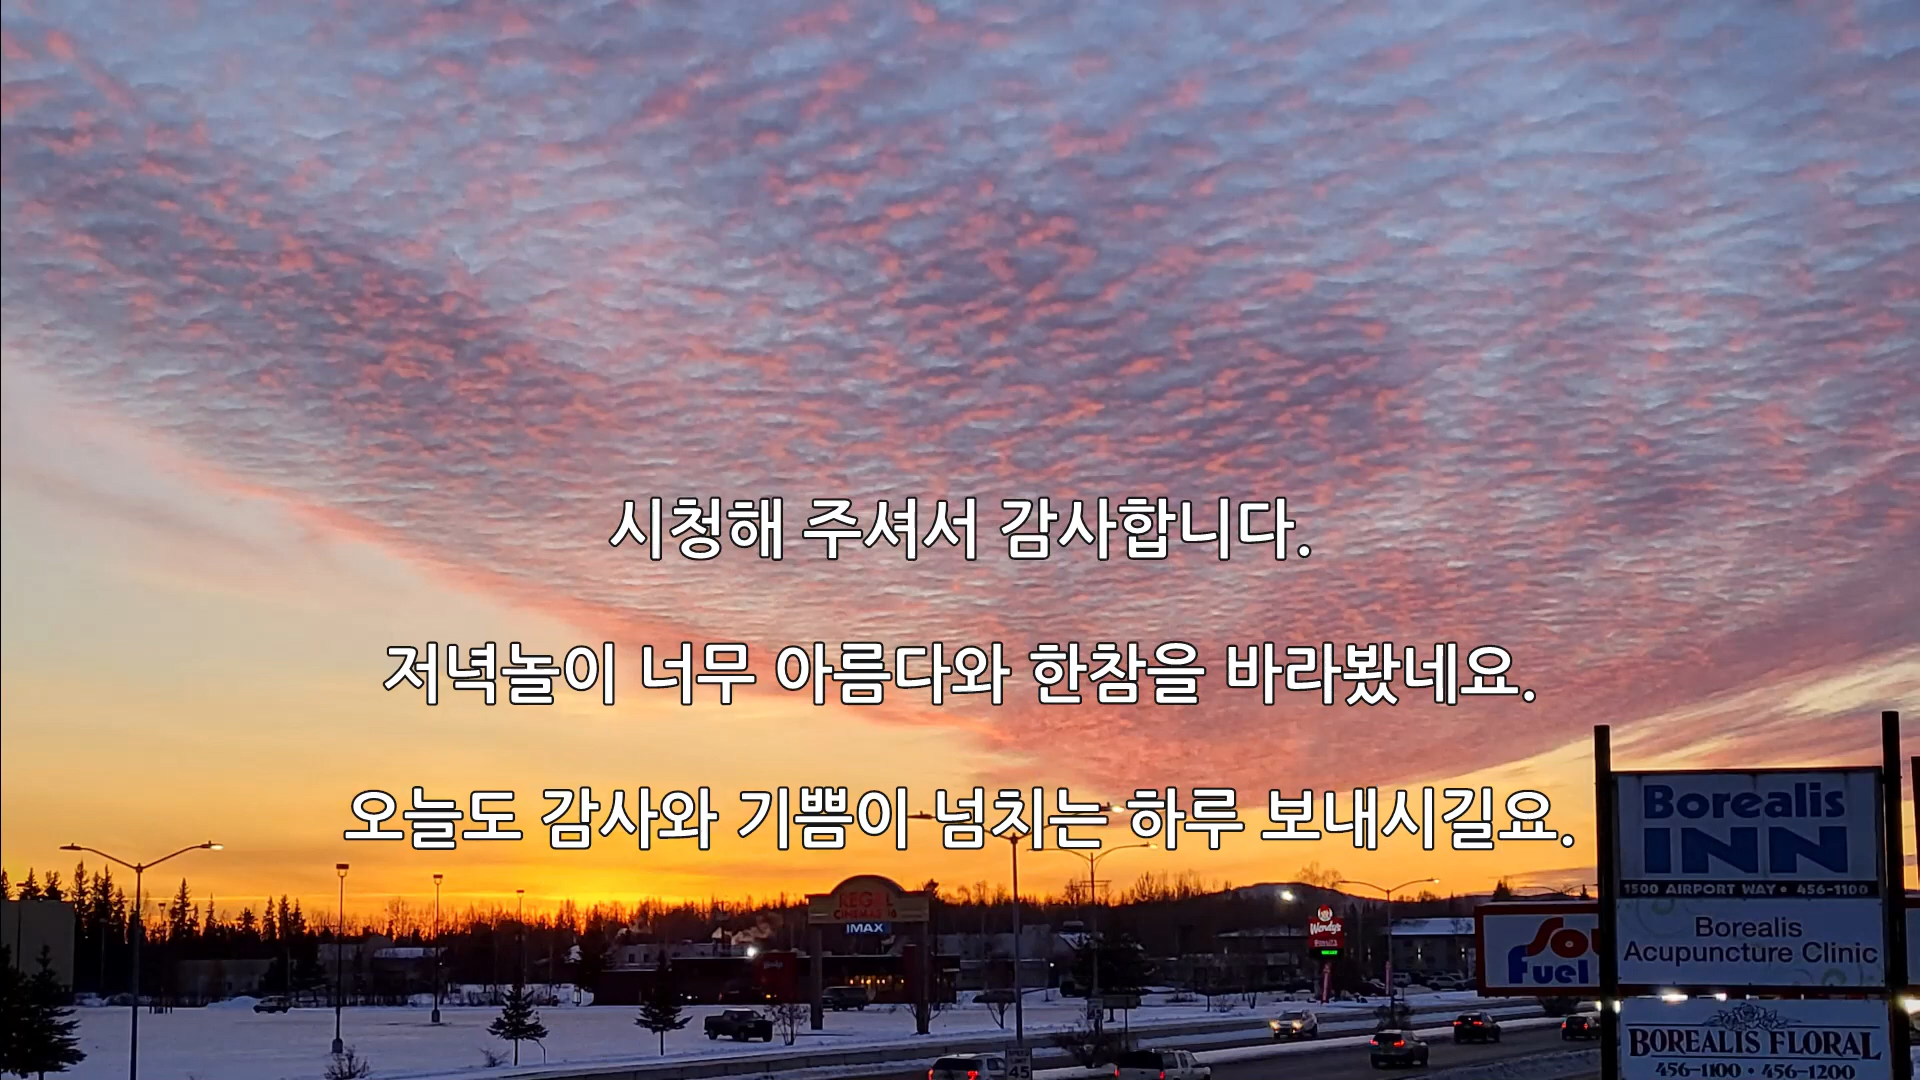 시청해 주셔서 감사합니다.
저녁놀이 너무 아름다와 한참을 바라봤네요.
오늘도 감사와 기쁨이 넘치는 하루 보내시길요.
Borealis
INN
1500 AIRPORT WAY • 456-1100
Borealis
Acupuncture Clinic
BOREALIS FLORAL
456-1100 • 456-1200
REGAL
CINEMAS 16
IMAX
Wendy's
Fuel
45